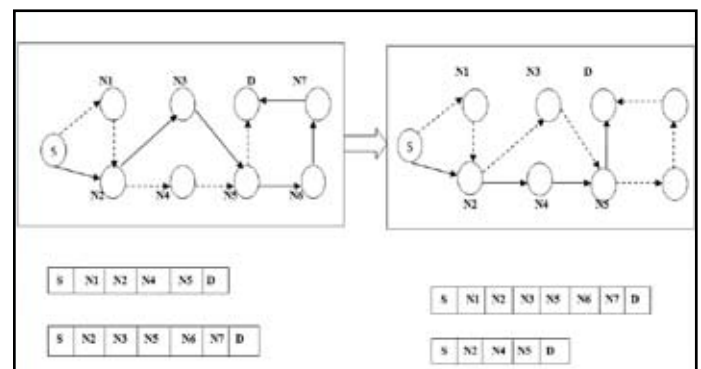 N1 N3 D N7
S
N2 N4 N5 N6
N1 N3 D
S
N2 N4 N5
S N1 N2 N4 N5 D
S N2 N3 N5 N6 N7 D
S N1 N2 N3 N5 N6 N7 D
S N2 N4 N5 D